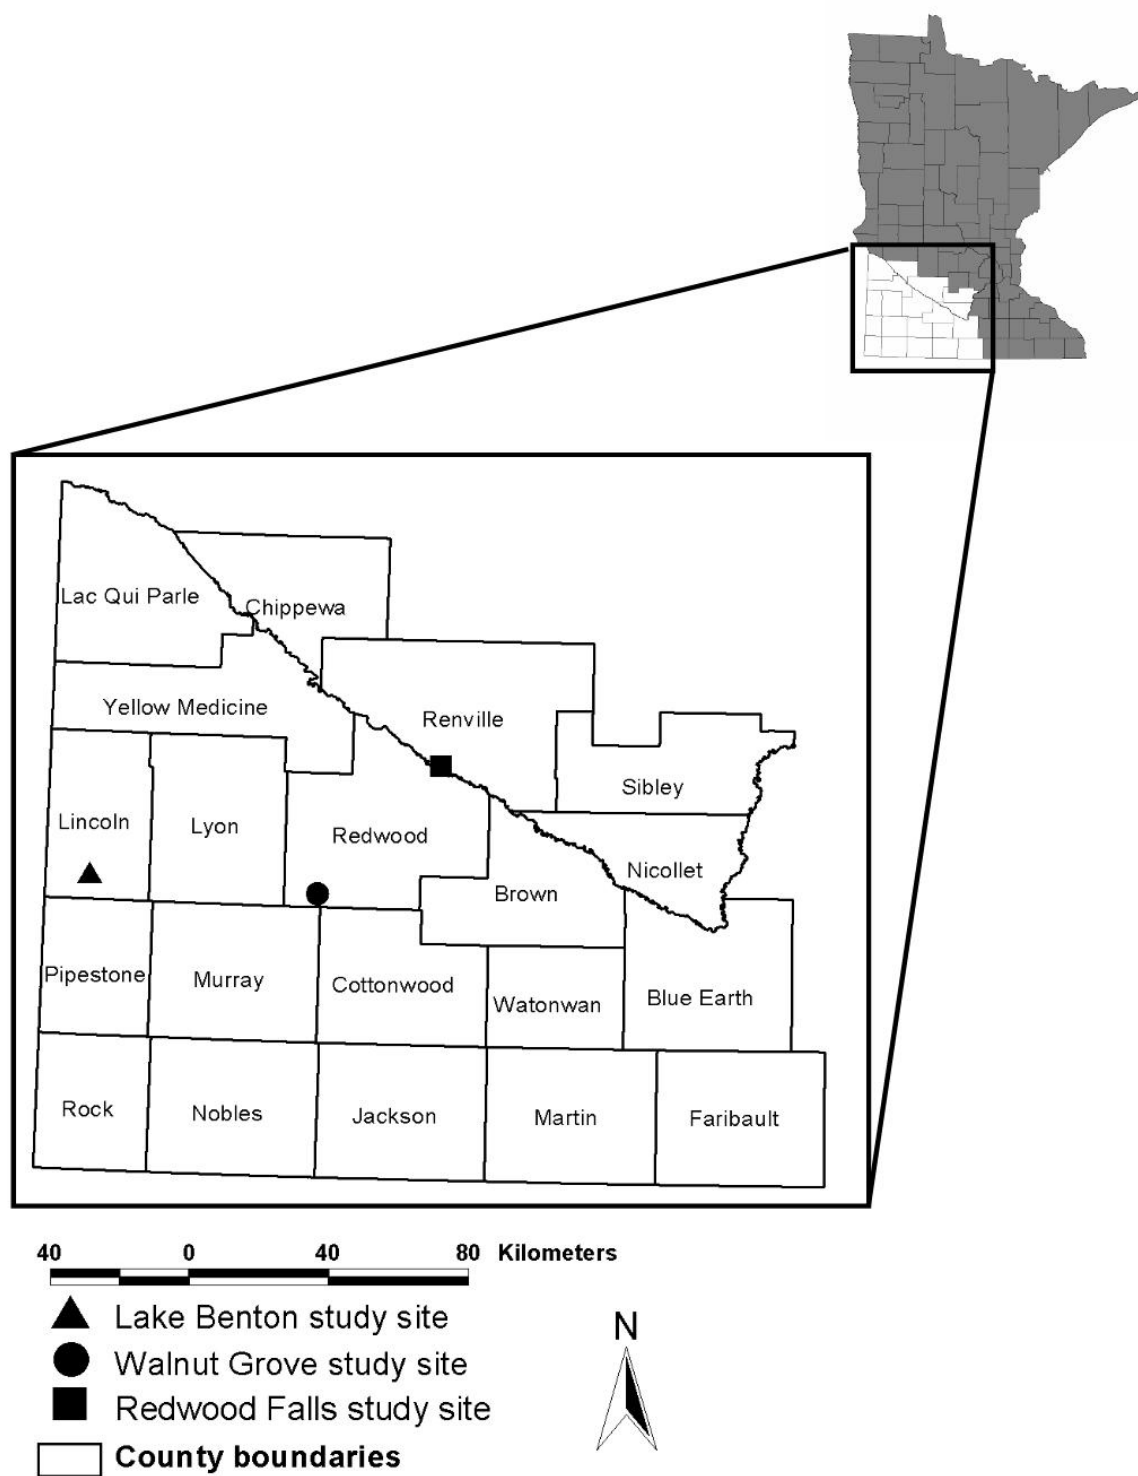 Lac Qui Parle
Chippewa
Yellow Medicine
Renville
Sibley
Lincoln
Lyon
Redwood
Nicollet
Brown
Pipestone
Murray
Cottonwood
Watonwan
Blue Earth
Rock
Nobles
Jackson
Martin
Faribault
40 0 40 80 Kilometers
Lake Benton study site
Walnut Grove study site
Redwood Falls study site
County boundaries
N